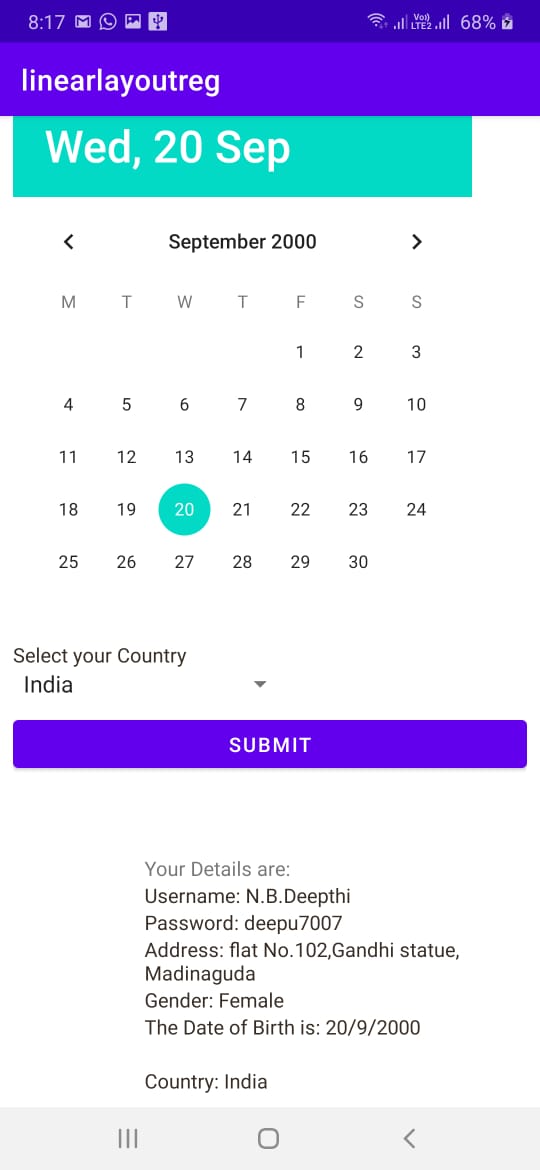 8:17 Vo)) LTE2 68%
linearlayoutreg
Wed, 20 Sep
September 2000
M T W T F S S
1 2 3
4 5 6 7 8 9 10
11 12 13 14 15 16 17
18 19 20 21 22 23 24
25 26 27 28 29 30
Select your Country
India
SUBMIT
Your Details are:
Username: N.B.Deepthi
Password: deepu7007
Address: flat No.102,Gandhi statue,
Madinaguda
Gender: Female
The Date of Birth is: 20/9/2000
Country: India